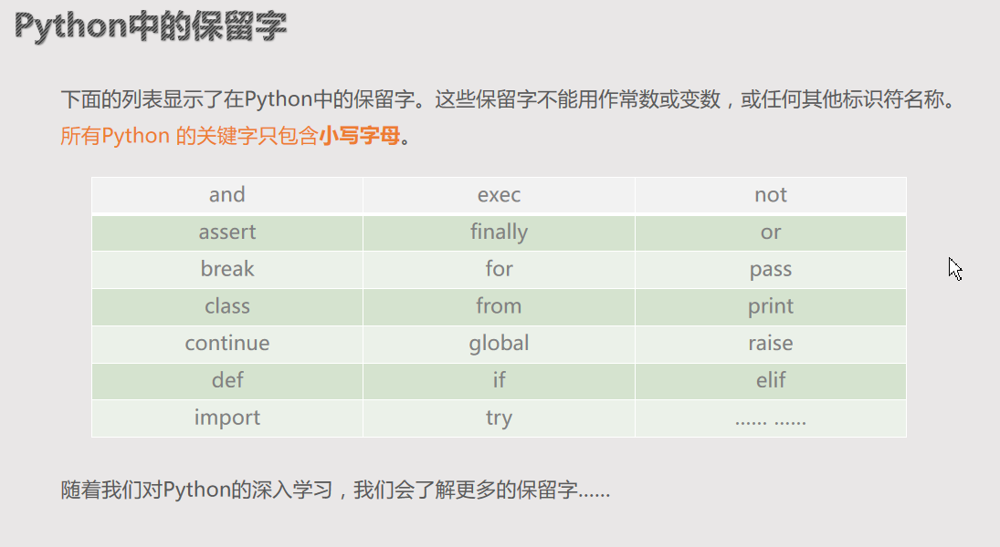 Python中的保留字
下面的列表显示了在Python中的保留字。这些保留字不能用作常数或变数，或任何其他标识符名称。
所有Python 的关键字只包含小写字母。
and exec not
assert finally or
break for pass
class from print
continue global raise
def if elif
import try …… ……
随着我们对Python的深入学习，我们会了解更多的保留字……